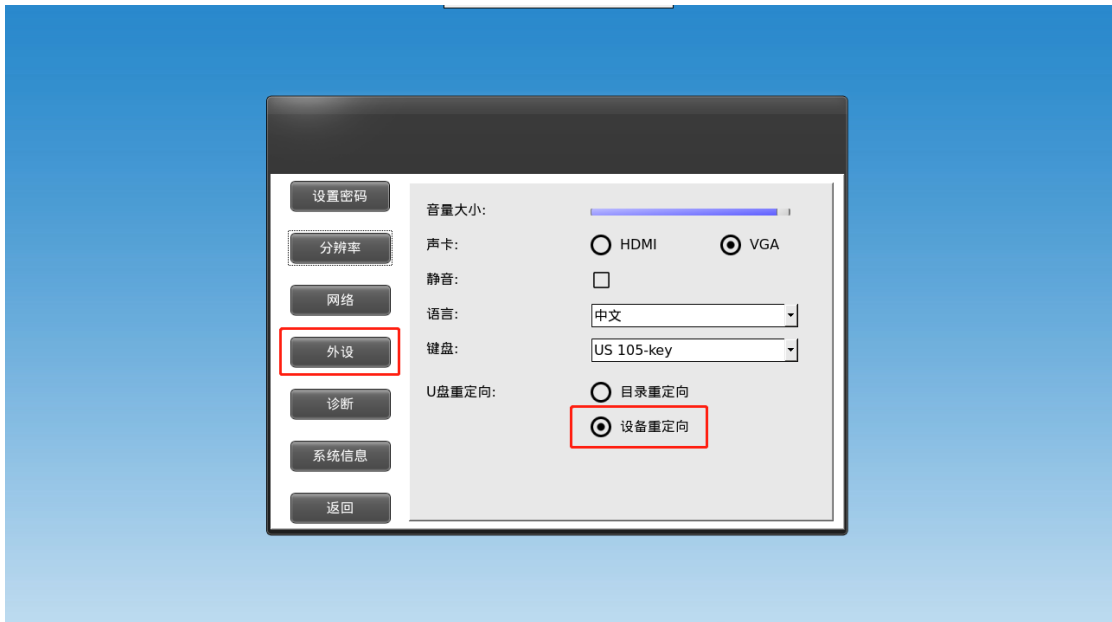 设置密码
分辨率
网络
外设
诊断
系统信息
返回
音量大小:
声卡: HDMI VGA
静音:
语言: 中文
键盘: US 105-key
U盘重定向: 目录重定向
设备重定向